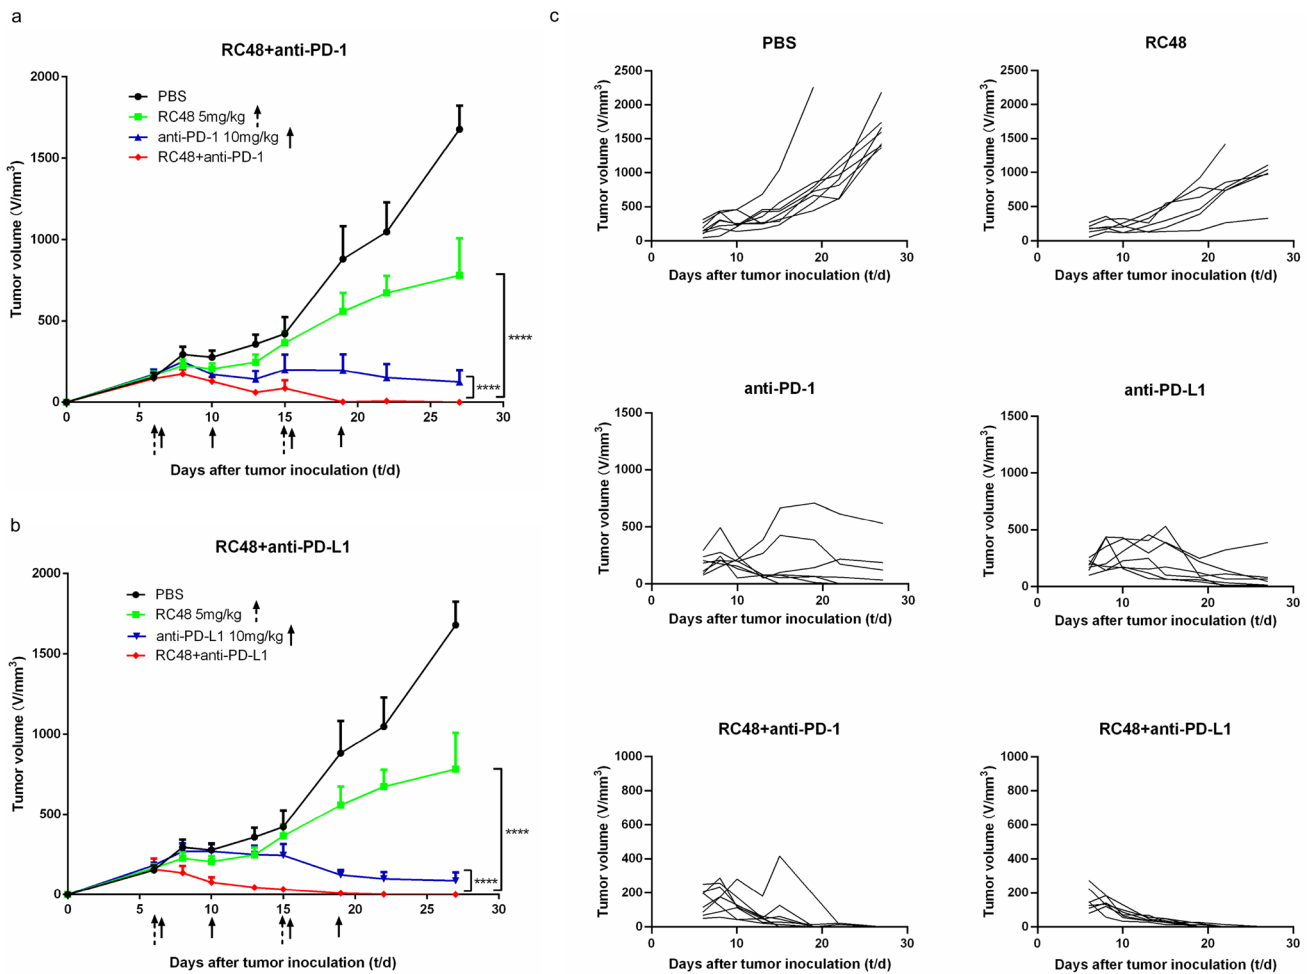 a
RC48+anti-PD-1
2000
1500
1000
500
0
Tumor volume (V/mm³)
PBS
RC48 5mg/kg
anti-PD-1 10mg/kg
RC48+anti-PD-1
****
****
0 5 10 15 20 25 30
Days after tumor inoculation (t/d)
b
RC48+anti-PD-L1
2000
1500
1000
500
0
Tumor volume (V/mm³)
PBS
RC48 5mg/kg
anti-PD-L1 10mg/kg
RC48+anti-PD-L1
****
****
0 5 10 15 20 25 30
Days after tumor inoculation (t/d)
c
PBS
2500
2000
1500
1000
500
0
Tumor volume (V/mm³)
0 10 20 30
Days after tumor inoculation (t/d)
RC48
2500
2000
1500
1000
500
0
Tumor volume (V/mm³)
0 10 20 30
Days after tumor inoculation (t/d)
anti-PD-1
1500
1000
500
0
Tumor volume (V/mm³)
0 10 20 30
Days after tumor inoculation (t/d)
anti-PD-L1
1500
1000
500
0
Tumor volume (V/mm³)
0 10 20 30
Days after tumor inoculation (t/d)
RC48+anti-PD-1
1000
800
600
400
200
0
Tumor volume (V/mm³)
0 10 20 30
Days after tumor inoculation (t/d)
RC48+anti-PD-L1
1000
800
600
400
200
0
Tumor volume (V/mm³)
0 10 20 30
Days after tumor inoculation (t/d)